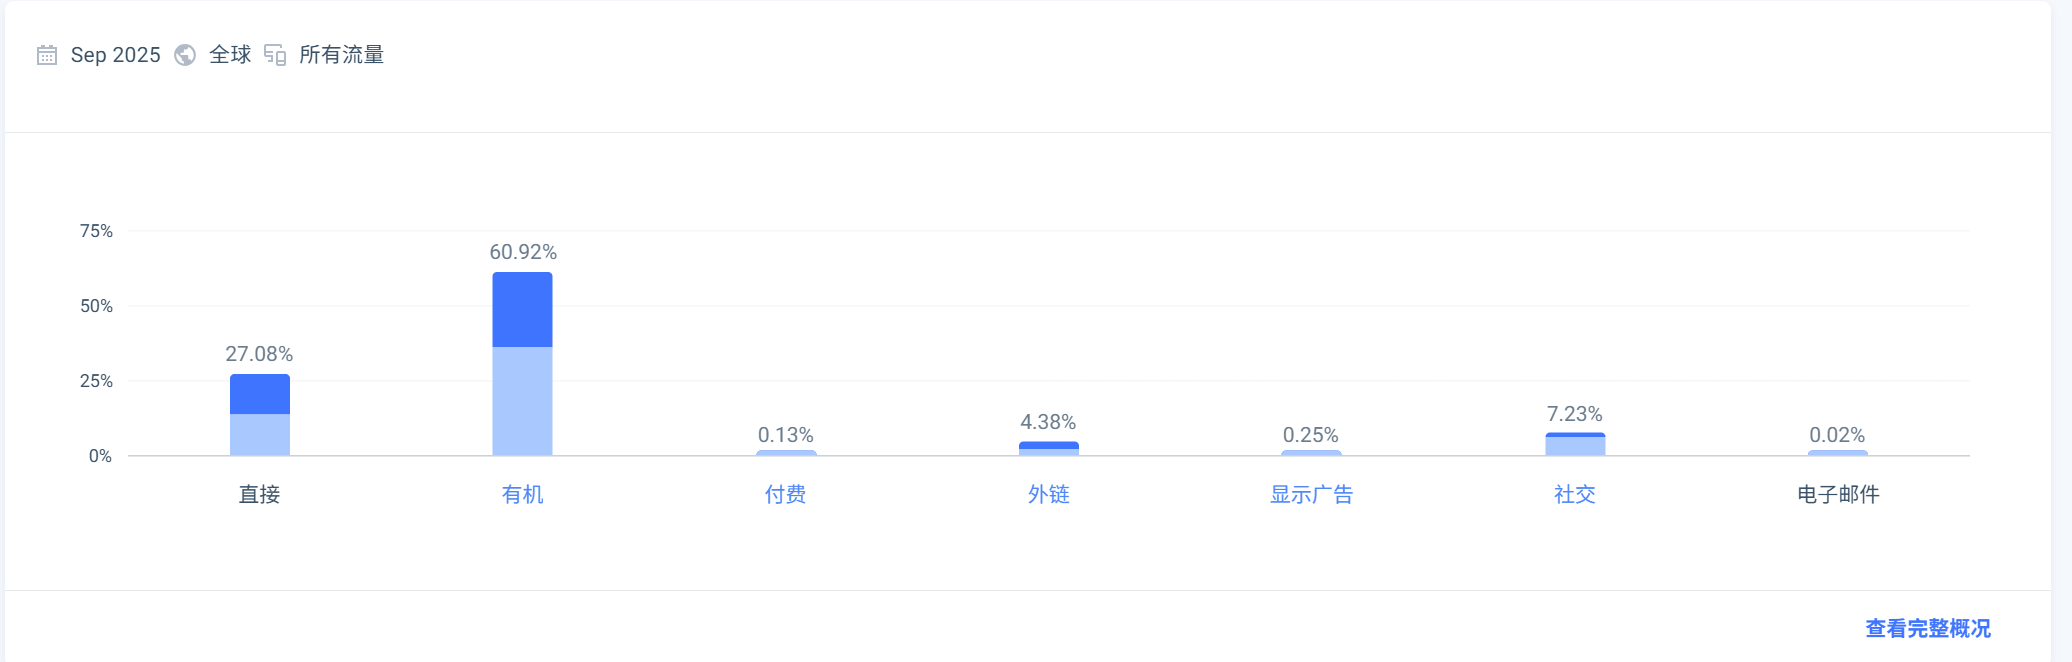 Sep 2025 全球 所有流量
75%
60.92%
50%
27.08%
25%
7.23%
4.38%
0.13% 0.25% 0.02%
0%
直接 有机 付费 外链 显示广告 社交 电子邮件
查看完整概况